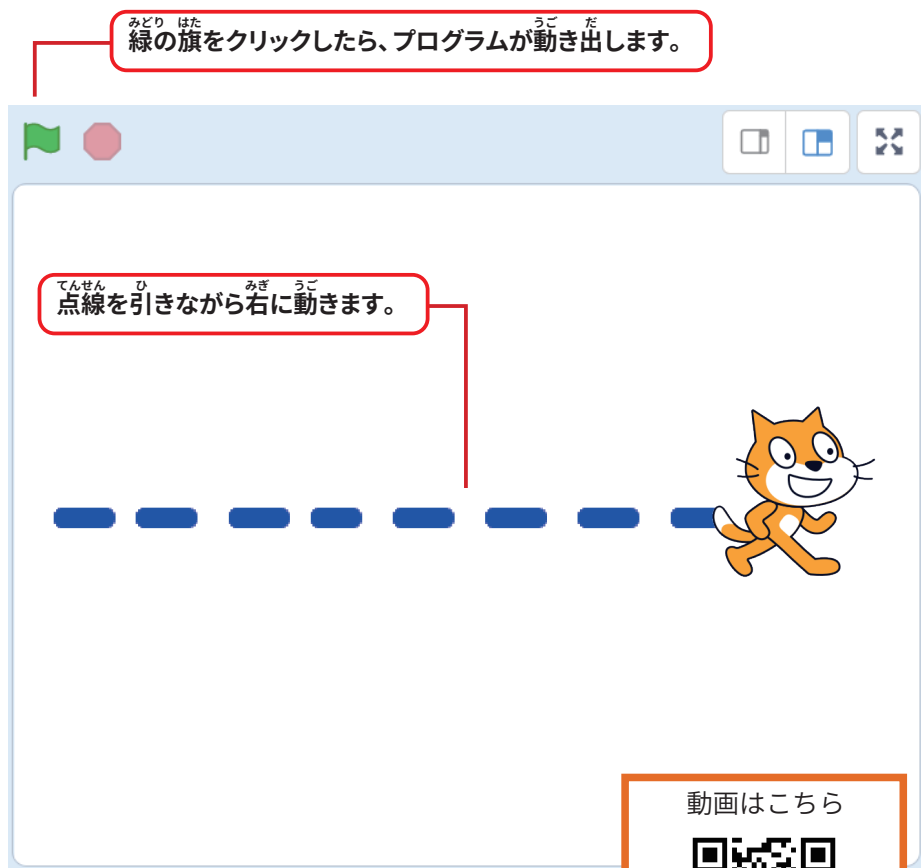 緑の旗をクリックしたら、プログラムが動き出します。
点線を引きながら右に動きます。
動画はこちら